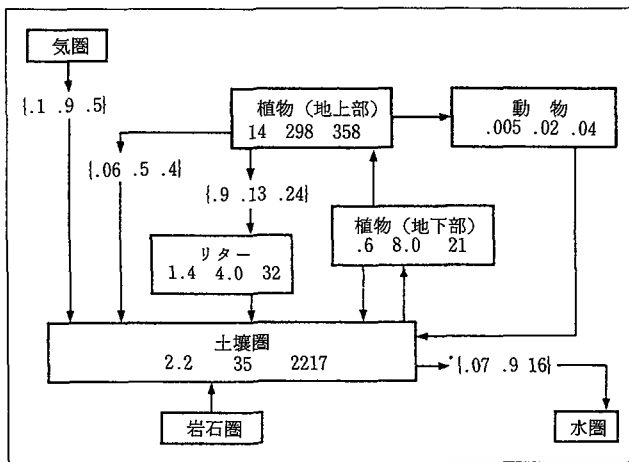 気圏
{.1 .9 .5}
植物（地上部）
14 298 358
動 物
.005 .02 .04
{.06 .5 .4}
{.9 .13 .24}
植物（地下部）
.6 8.0 21
リター
1.4 4.0 32
土壌圏
2.2 35 2217
{.07 .9 16}
岩石圏
水圏